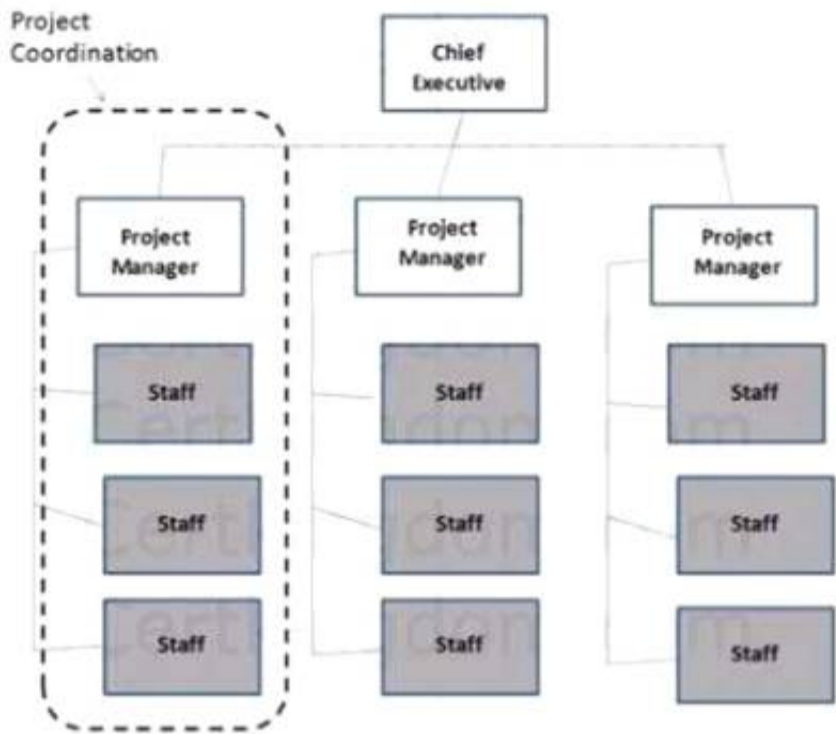 Project
Coordination
Chief
Executive
Project
Manager
Project
Manager
Project
Manager
Staff
Staff
Staff
Staff
Staff
Staff
Staff
Staff
Staff